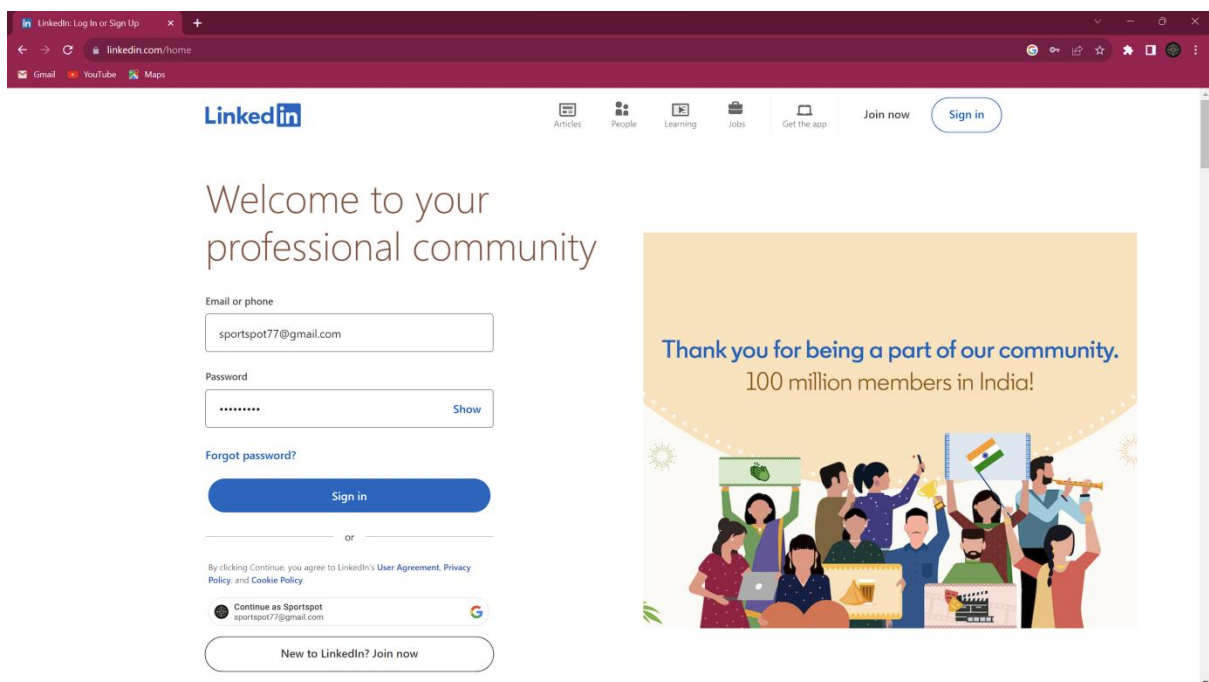 LinkedIn: Log In or Sign Up
linkedin.com/home
Gmail YouTube Maps
Linked in
Articles People Learning Jobs Get the app Join now Sign in
Welcome to your
professional community
Email or phone
sportspot77@gmail.com
Password
••••••••• Show
Forgot password?
Sign in
or
By clicking Continue, you agree to LinkedIn's User Agreement, Privacy
Policy, and Cookie Policy.
Continue as Sportspot
sportspot77@gmail.com
New to LinkedIn? Join now
Thank you for being a part of our community.
100 million members in India!